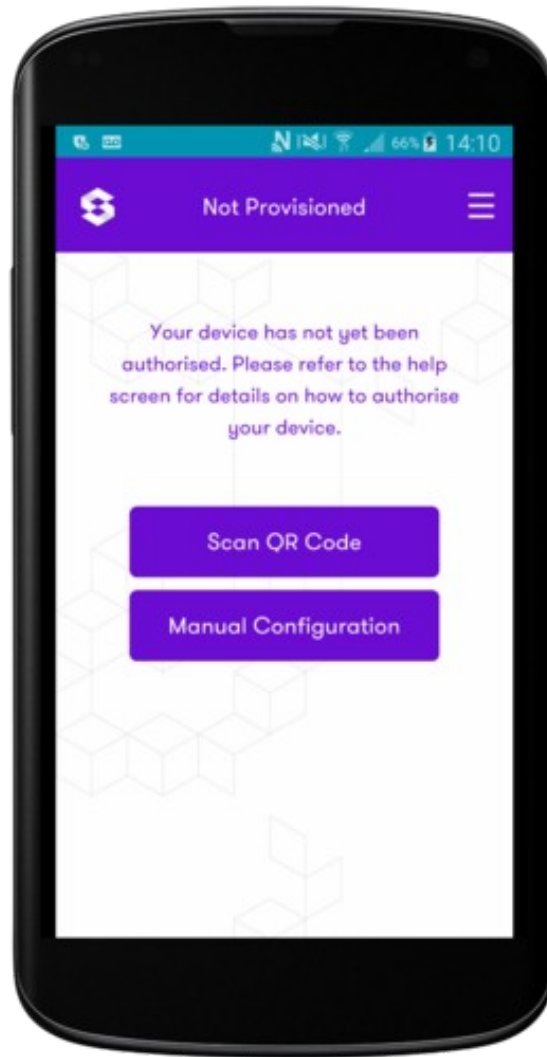 66% 14:10
Not Provisioned
Your device has not yet been
authorised. Please refer to the help
screen for details on how to authorise
your device.
Scan QR Code
Manual Configuration